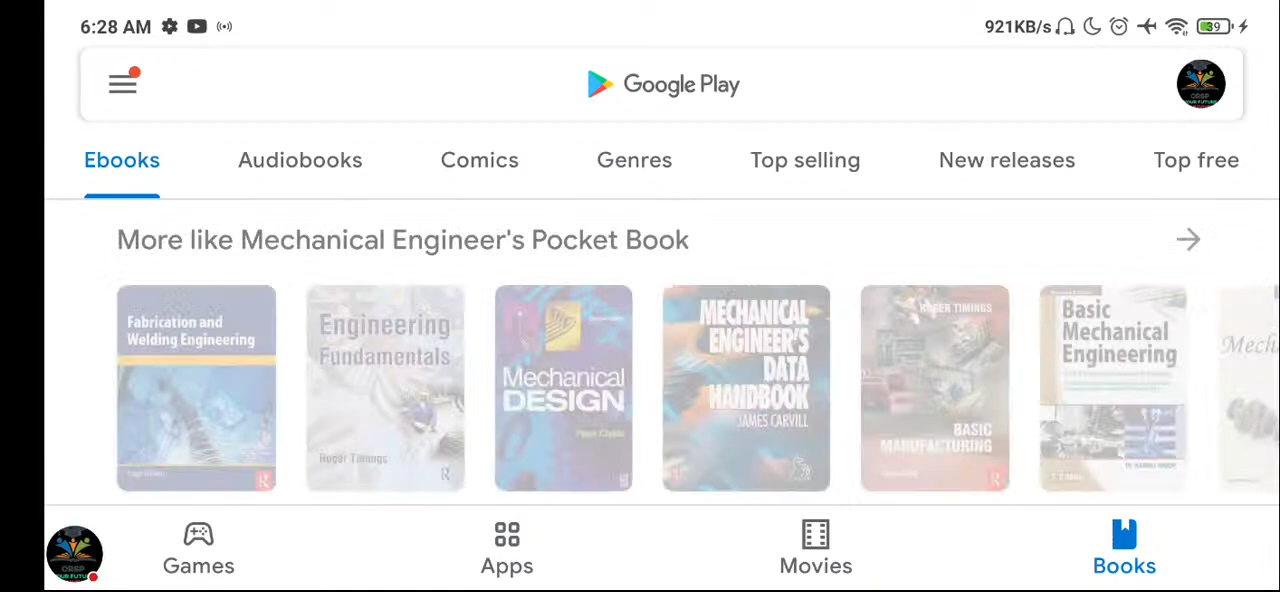 6:28 AM
921KB/s
39
Google Play
Ebooks
Audiobooks
Comics
Genres
Top selling
New releases
Top free
More like Mechanical Engineer's Pocket Book
Fabrication and
Welding Engineering
Engineering
Fundamentals
Roger Timings
Mechanical
DESIGN
MECHANICAL
ENGINEER'S
DATA
HANDBOOK
JAMES CARVILL
ROGER TIMINGS
BASIC
MANUFACTURING
Basic
Mechanical
Engineering
Mech
Games
Apps
Movies
Books